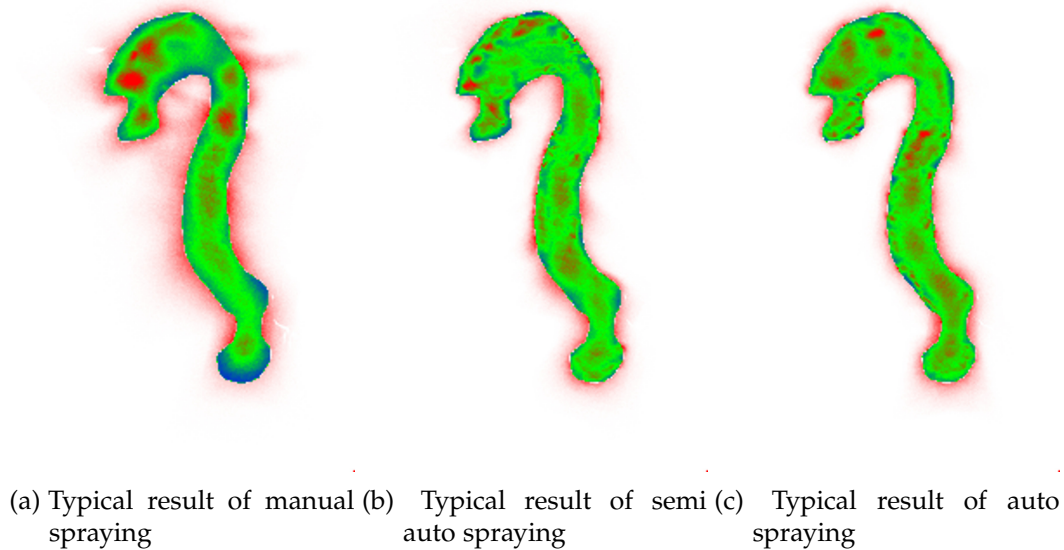 (a) Typical result of manual spraying
(b) Typical result of semi auto spraying
(c) Typical result of auto spraying